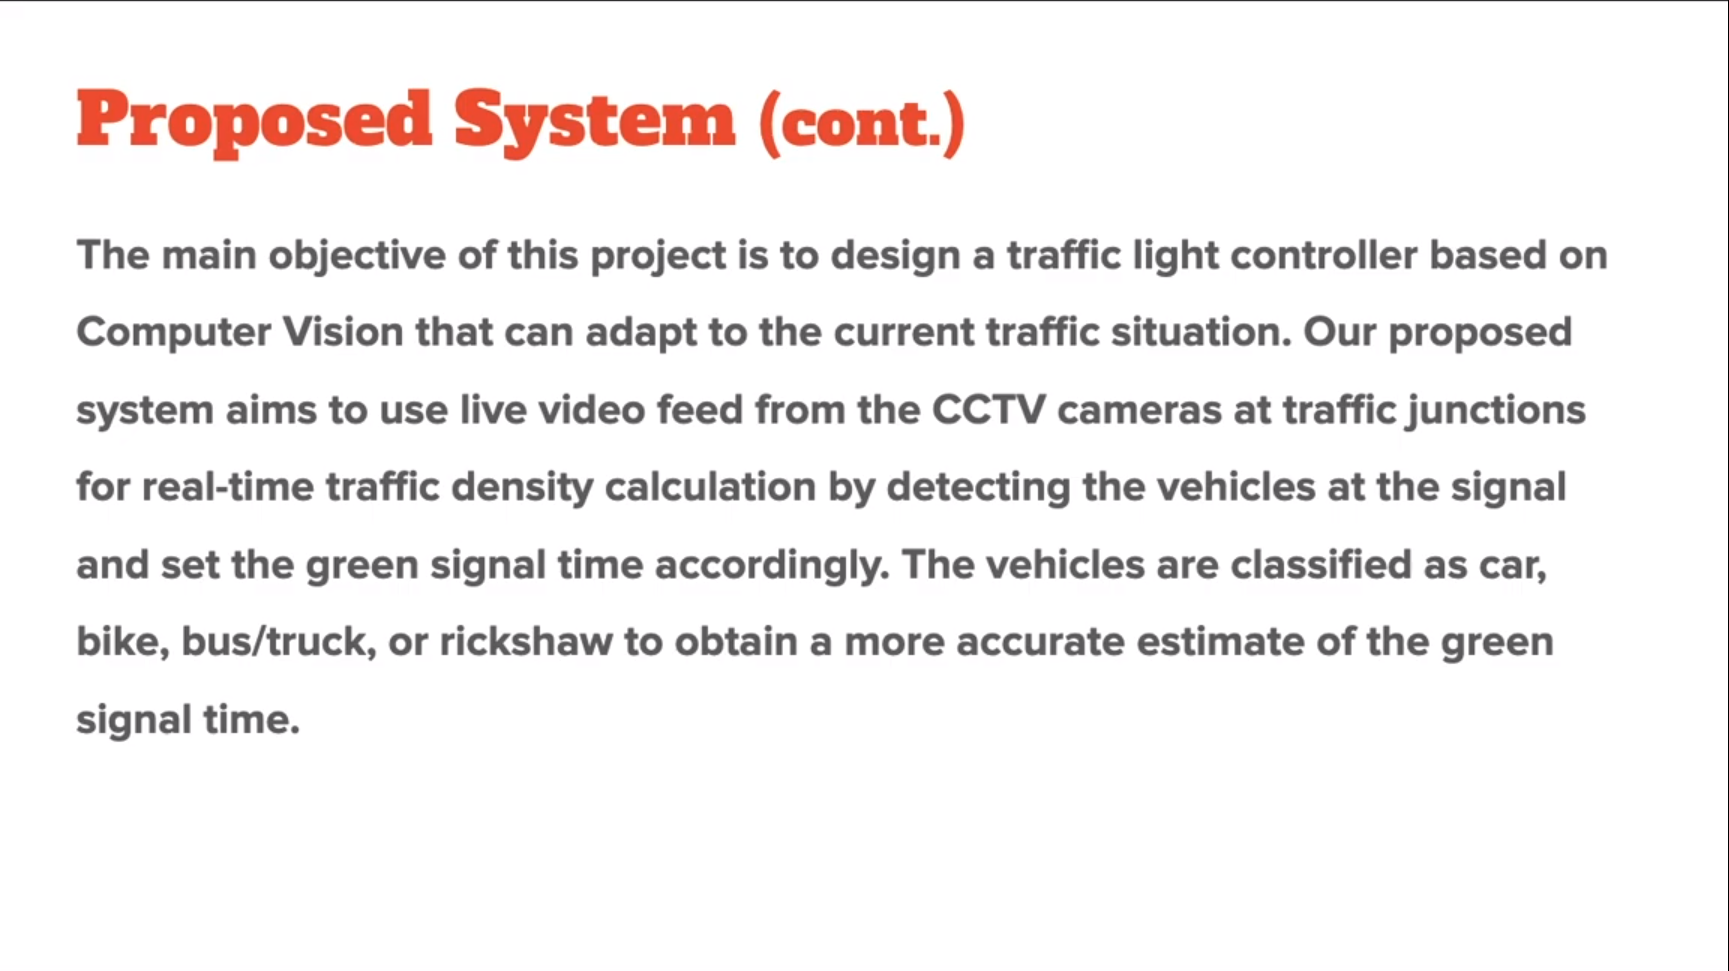 Proposed System (cont.)
The main objective of this project is to design a traffic light controller based on
Computer Vision that can adapt to the current traffic situation. Our proposed
system aims to use live video feed from the CCTV cameras at traffic junctions
for real-time traffic density calculation by detecting the vehicles at the signal
and set the green signal time accordingly. The vehicles are classified as car,
bike, bus/truck, or rickshaw to obtain a more accurate estimate of the green
signal time.